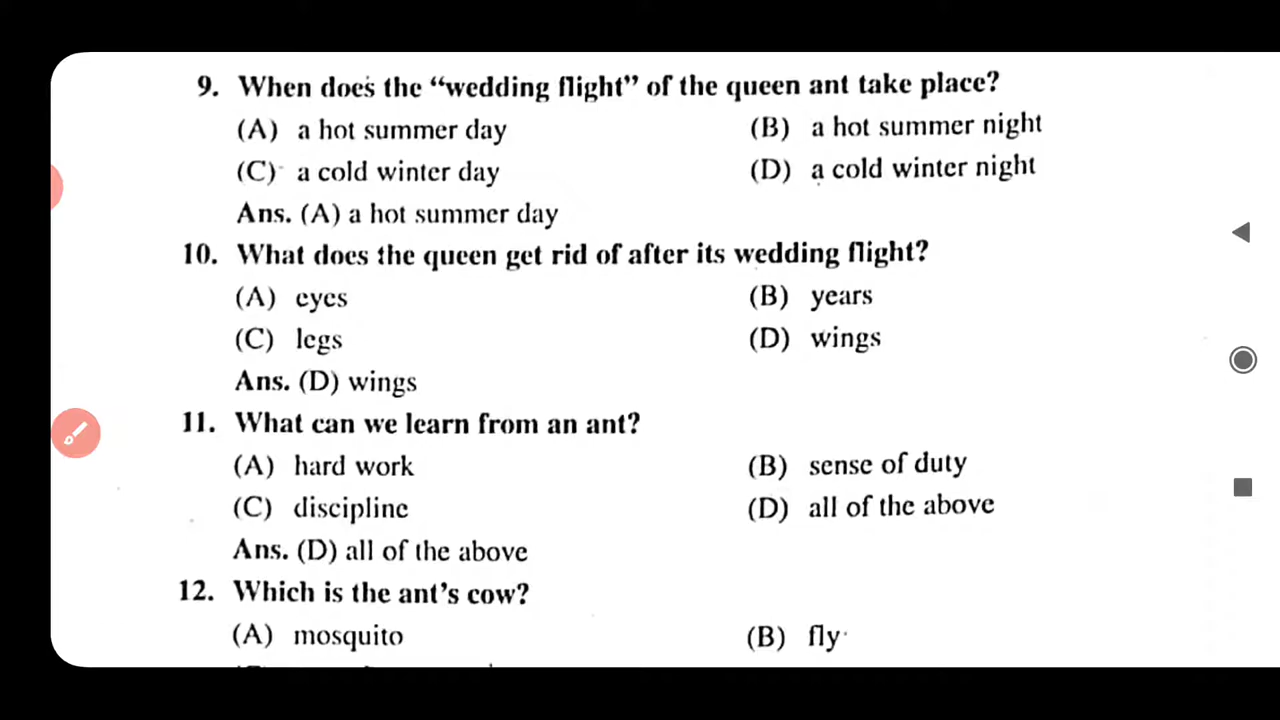 9. When does the “wedding flight” of the queen ant take place?
(A) a hot summer day (B) a hot summer night
(C) a cold winter day (D) a cold winter night
Ans. (A) a hot summer day
10. What does the queen get rid of after its wedding flight?
(A) eyes (B) years
(C) legs (D) wings
Ans. (D) wings
11. What can we learn from an ant?
(A) hard work (B) sense of duty
(C) discipline (D) all of the above
Ans. (D) all of the above
12. Which is the ant’s cow?
(A) mosquito (B) fly